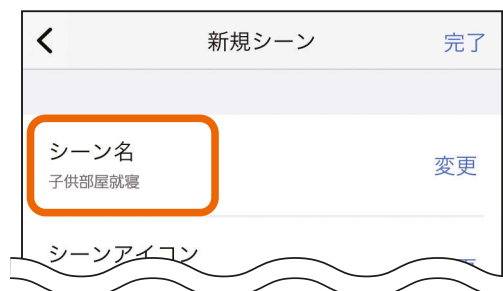 新規シーン 完了
シーン名
子供部屋就寝
変更
シーンアイコン